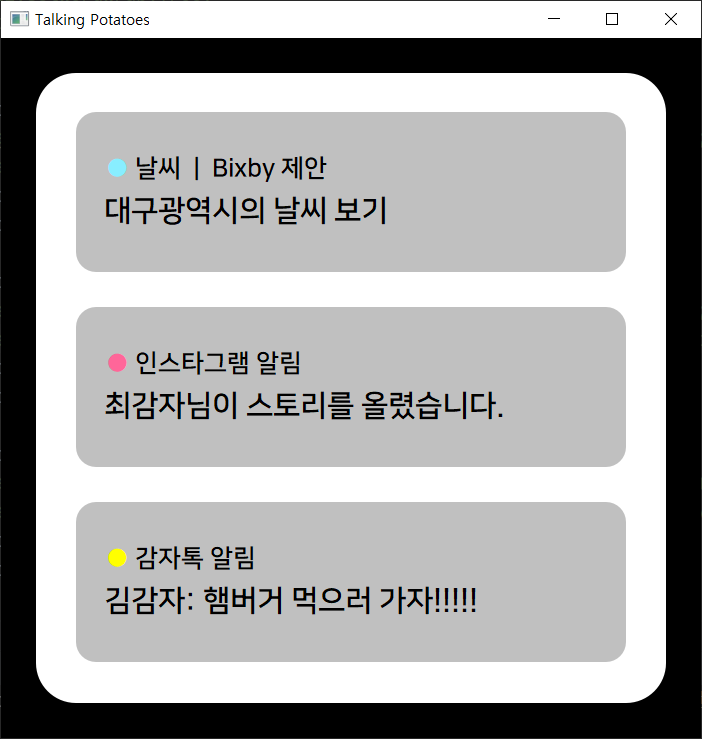 Talking Potatoes
날씨 | Bixby 제안
대구광역시의 날씨 보기
인스타그램 알림
최감자님이 스토리를 올렸습니다.
감자톡 알림
김감자: 햄버거 먹으러 가자!!!!!